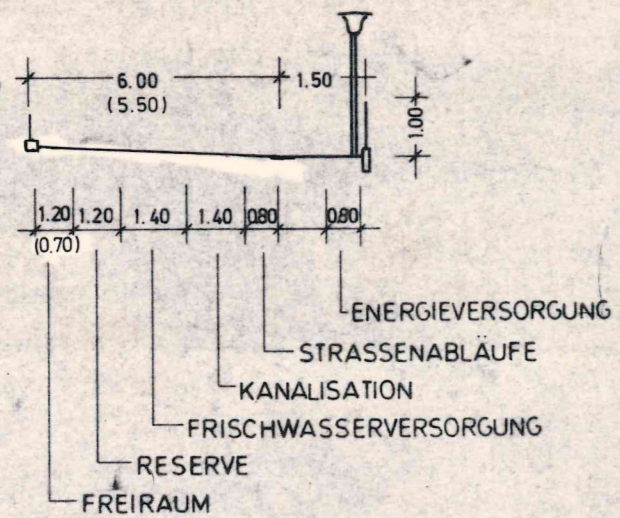 6.00 1.50
(5.50)
1.00
1.20 1.20 1.40 1.40 0.80 0.80
(0.70)
ENERGIEVERSORGUNG
STRASSENABLÄUFE
KANALISATION
FRISCHWASSERVERSORGUNG
RESERVE
FREIRAUM